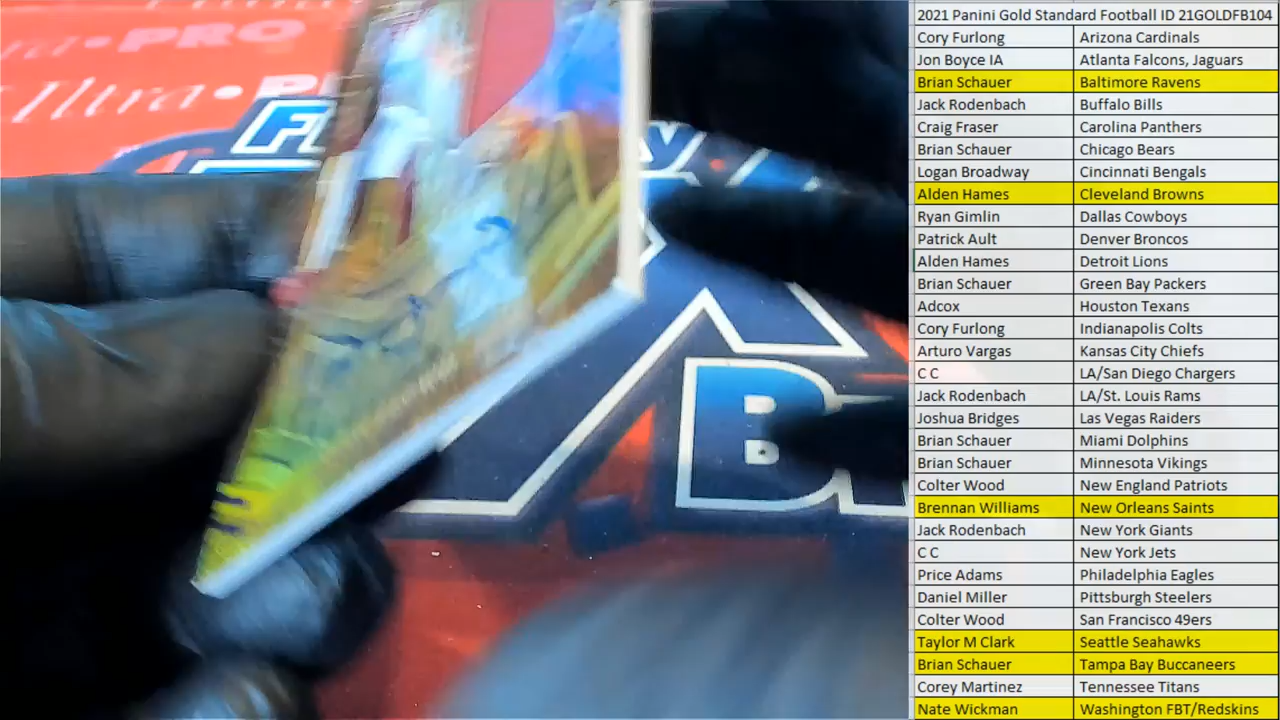 PRO
Ultra • P
B
2021 Panini Gold Standard Football ID 21GOLDFB104
Cory Furlong Arizona Cardinals
Jon Boyce IA Atlanta Falcons, Jaguars
Brian Schauer Baltimore Ravens
Jack Rodenbach Buffalo Bills
Craig Fraser Carolina Panthers
Brian Schauer Chicago Bears
Logan Broadway Cincinnati Bengals
Alden Hames Cleveland Browns
Ryan Gimlin Dallas Cowboys
Patrick Ault Denver Broncos
Alden Hames Detroit Lions
Brian Schauer Green Bay Packers
Adcox Houston Texans
Cory Furlong Indianapolis Colts
Arturo Vargas Kansas City Chiefs
C C LA/San Diego Chargers
Jack Rodenbach LA/St. Louis Rams
Joshua Bridges Las Vegas Raiders
Brian Schauer Miami Dolphins
Brian Schauer Minnesota Vikings
Colter Wood New England Patriots
Brennan Williams New Orleans Saints
Jack Rodenbach New York Giants
C C New York Jets
Price Adams Philadelphia Eagles
Daniel Miller Pittsburgh Steelers
Colter Wood San Francisco 49ers
Taylor M Clark Seattle Seahawks
Brian Schauer Tampa Bay Buccaneers
Corey Martinez Tennessee Titans
Nate Wickman Washington FBT/Redskins